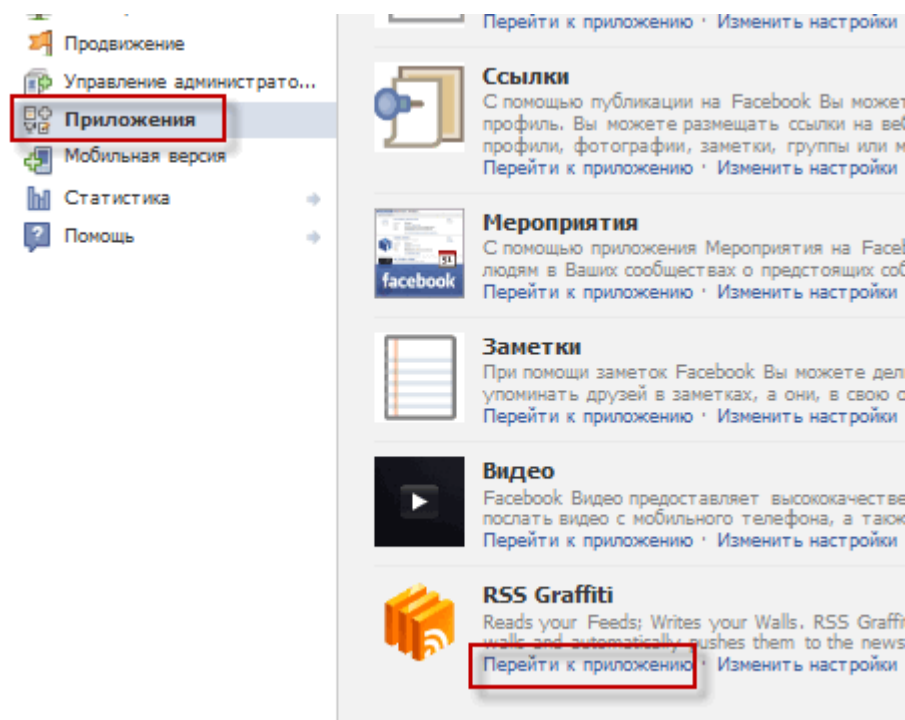 Продвижение
Управление администрато...
Приложения
Мобильная версия
Статистика
Помощь
Перейти к приложению · Изменить настройки
Ссылки
С помощью публикации на Facebook Вы может
профиль. Вы можете размещать ссылки на веб
профили, фотографии, заметки, группы или м
Перейти к приложению · Изменить настройки
31
facebook
Мероприятия
С помощью приложения Мероприятия на Faceb
людям в Ваших сообществах о предстоящих соб
Перейти к приложению · Изменить настройки
Заметки
При помощи заметок Facebook Вы можете дел
упоминать друзей в заметках, а они, в свою о
Перейти к приложению · Изменить настройки
Видео
Facebook Видео предоставляет высококачестве
послать видео с мобильного телефона, а такж
Перейти к приложению · Изменить настройки
RSS Graffiti
Reads your Feeds; Writes your Walls. RSS Graffi
walls and automatically pushes them to the news
Перейти к приложению · Изменить настройки